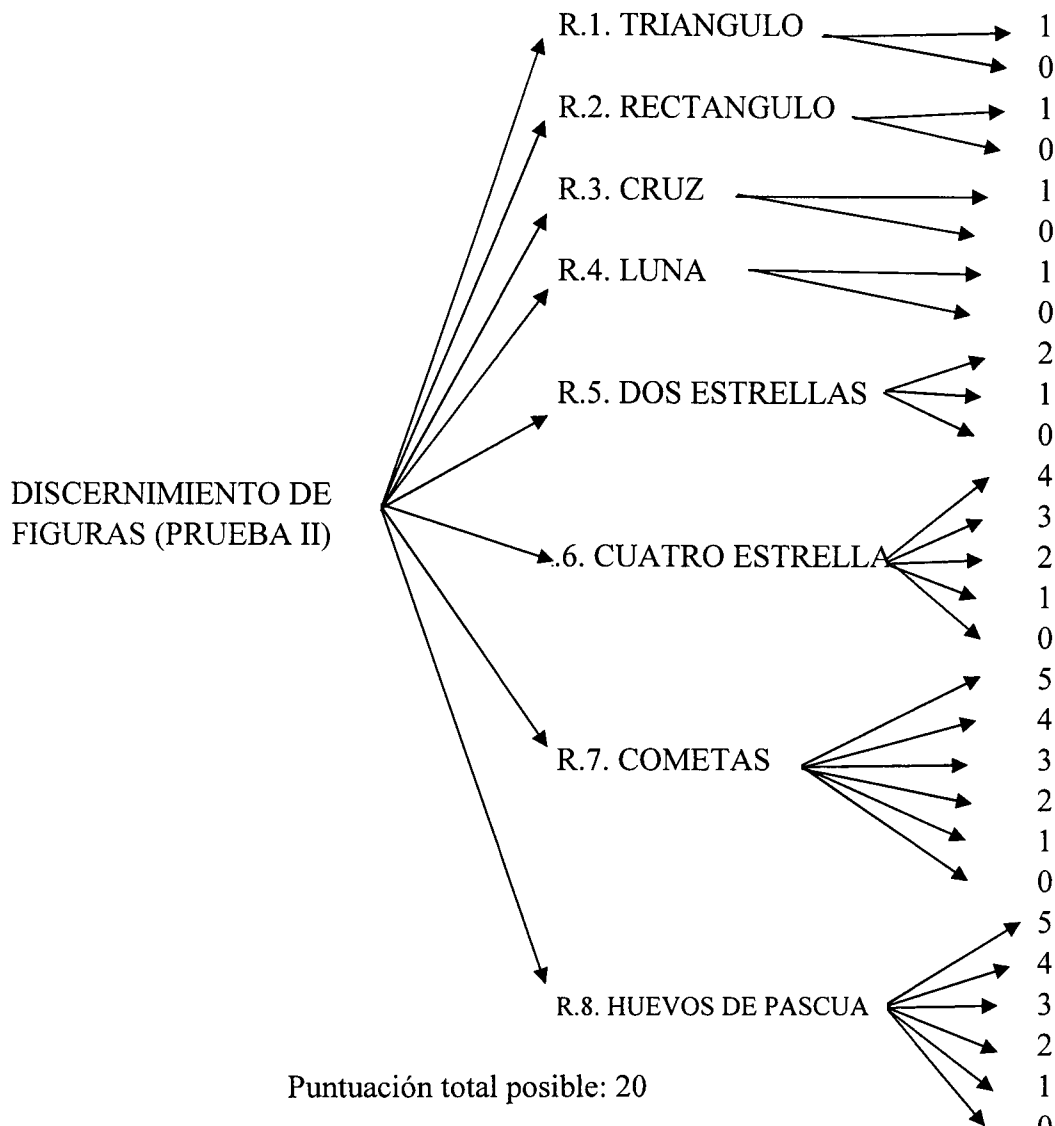 R.1. TRIANGULO
1
0
R.2. RECTANGULO
1
0
R.3. CRUZ
1
0
R.4. LUNA
1
0
R.5. DOS ESTRELLAS
2
1
0
DISCERNIMIENTO DE
FIGURAS (PRUEBA II)
.6. CUATRO ESTRELLA
4
3
2
1
0
R.7. COMETAS
5
4
3
2
1
0
R.8. HUEVOS DE PASCUA
5
4
3
2
1
0
Puntuación total posible: 20